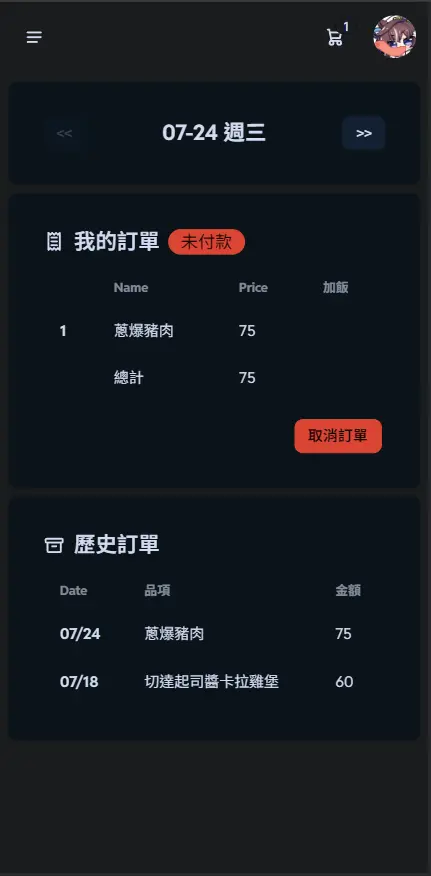 1
<< 07-24 週三 >>
我的訂單 未付款
Name Price 加飯
1 蔥爆豬肉 75
總計 75
取消訂單
歷史訂單
Date 品項 金額
07/24 蔥爆豬肉 75
07/18 切達起司醬卡拉雞堡 60